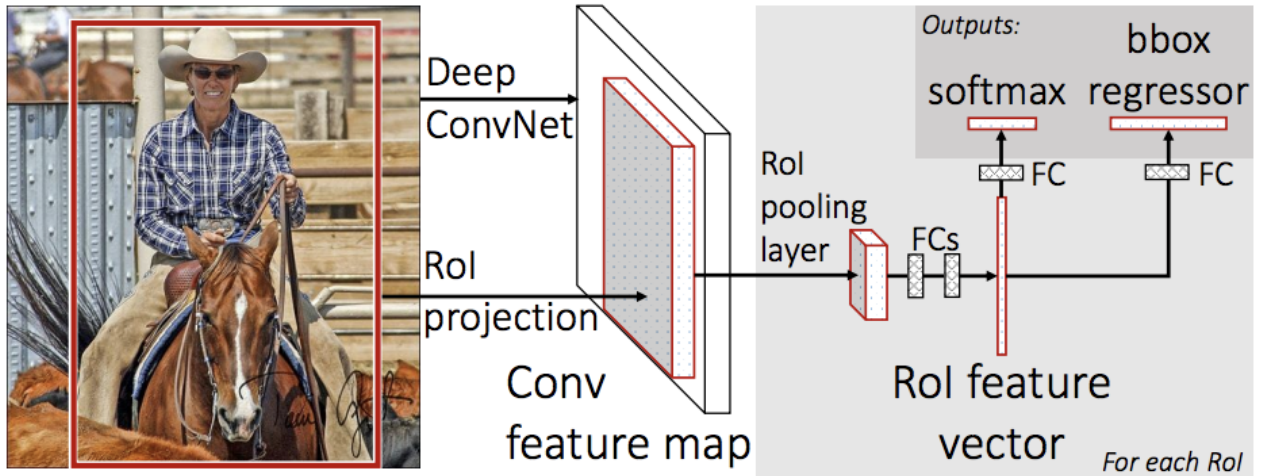 Deep
ConvNet
RoI
projection
Conv
feature map
RoI
pooling
layer
FCs
RoI feature
vector
Outputs:
softmax
bbox
regressor
FC
FC
For each RoI